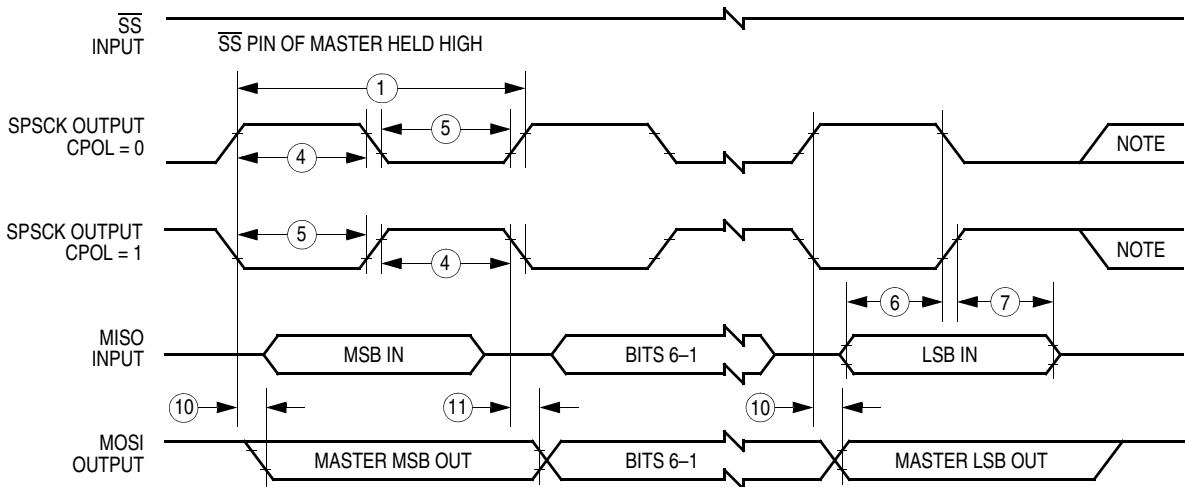 SS
INPUT
SS PIN OF MASTER HELD HIGH
1
SPSCK OUTPUT
CPOL = 0
5
4
NOTE
SPSCK OUTPUT
CPOL = 1
5
4
NOTE
6
7
MISO
INPUT
MSB IN
BITS 6–1
LSB IN
10
11
10
MOSI
OUTPUT
MASTER MSB OUT
BITS 6–1
MASTER LSB OUT